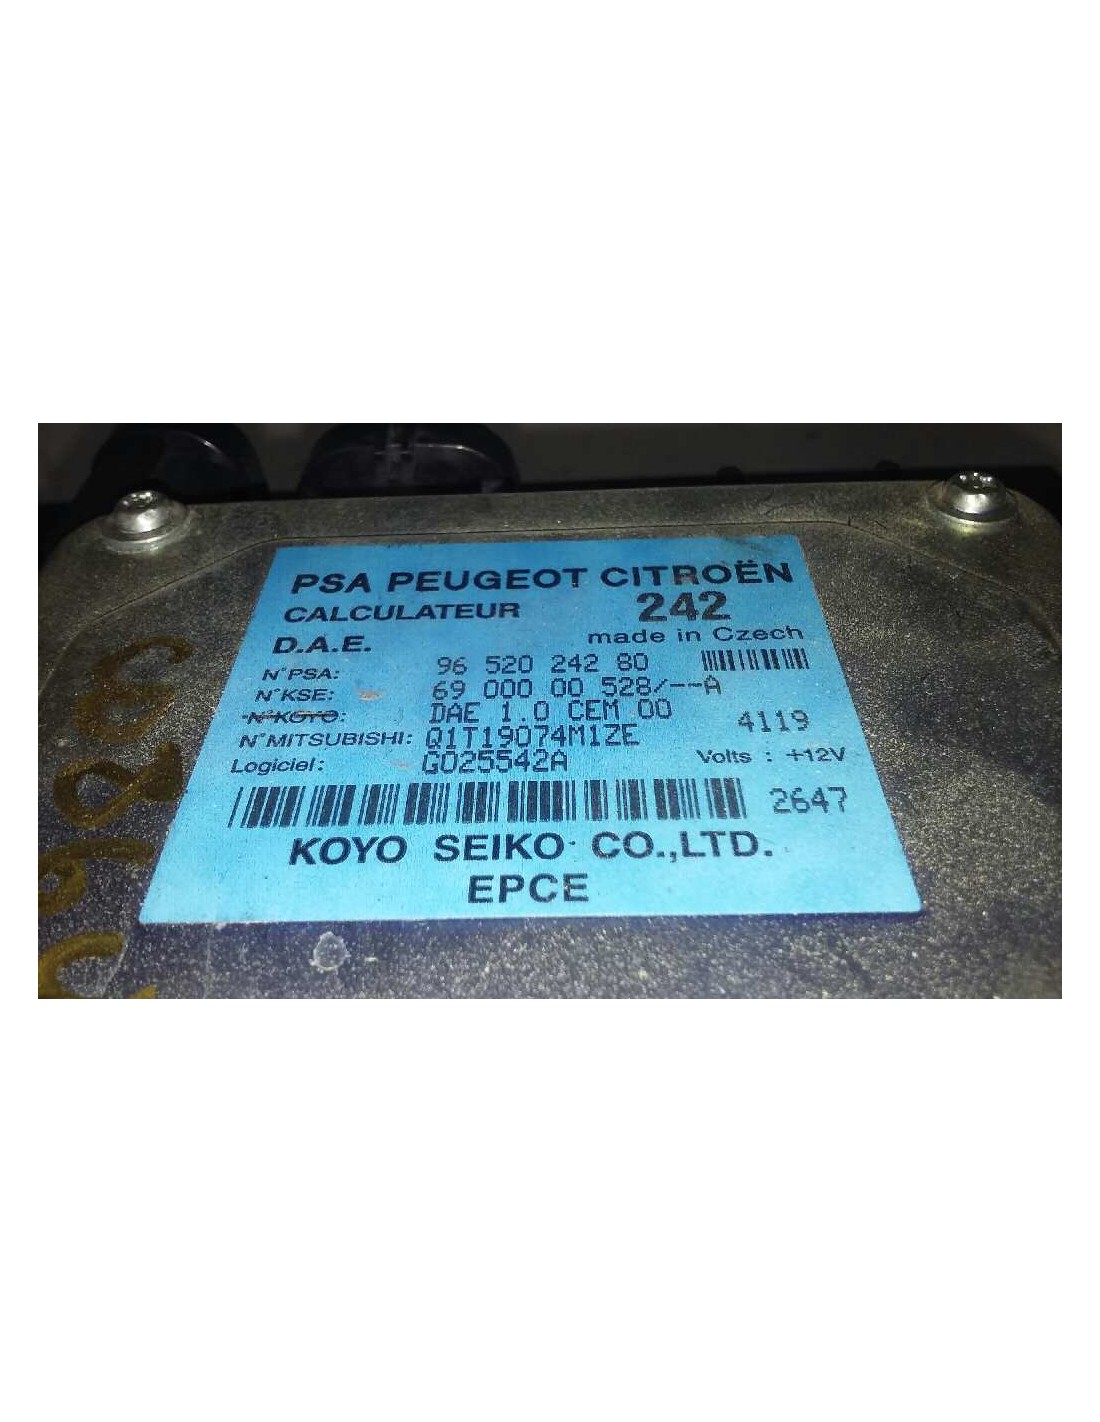 PSA PEUGEOT CITROËN
CALCULATEUR 242
D.A.E. made in Czech
N°PSA: 96 520 242 80
N°KSE: 69 000 00 528/--A
N°KOYO: DAE 1.0 CEM 00
4119
N°MITSUBISHI: Q1T19074M1ZE
Logiciel: G025542A Volts : +12V
2647
KOYO SEIKO CO.,LTD.
EPCE